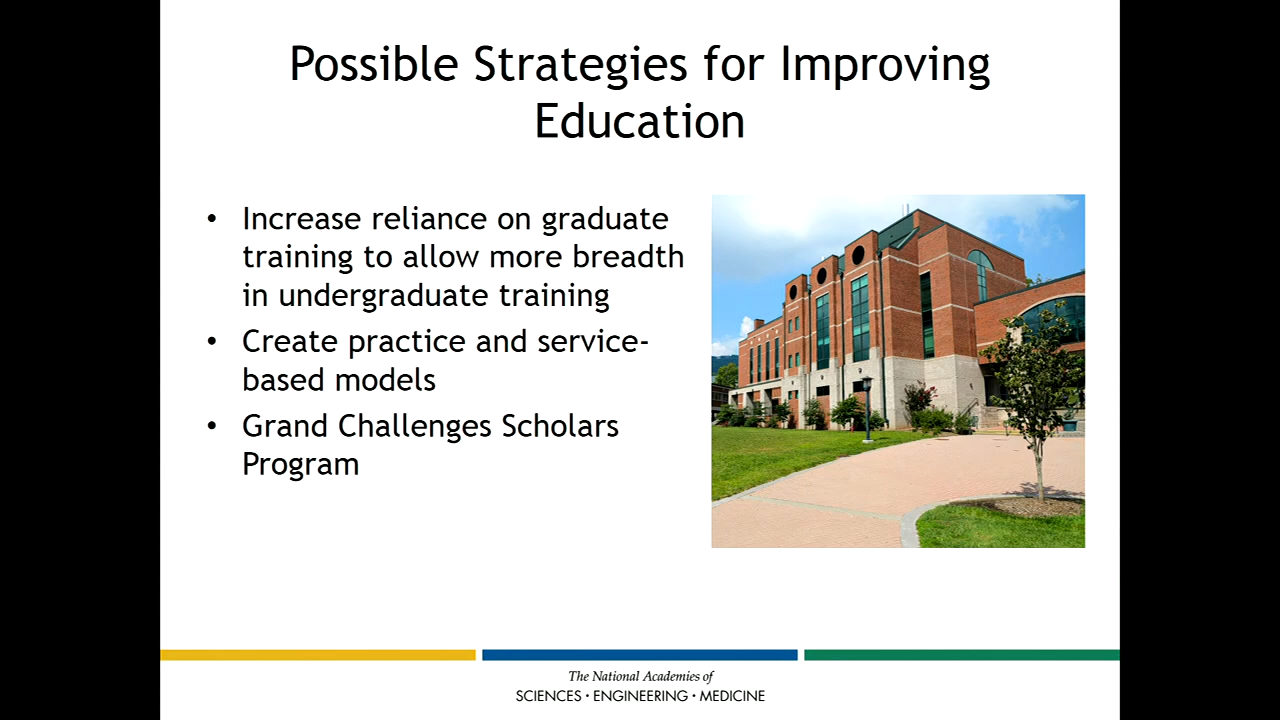 Possible Strategies for Improving
Education
• Increase reliance on graduate
training to allow more breadth
in undergraduate training
• Create practice and service-
based models
• Grand Challenges Scholars
Program
The National Academies of
SCIENCES · ENGINEERING · MEDICINE